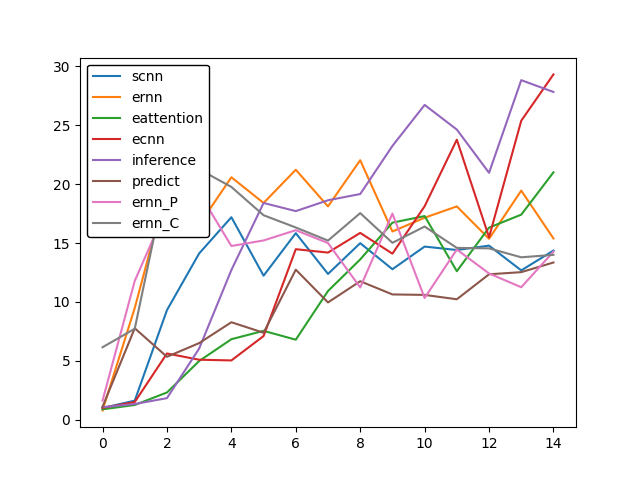 30
25
20
15
10
5
0
scnn
ernn
eattention
ecnn
inference
predict
ernn_P
ernn_C
0 2 4 6 8 10 12 14